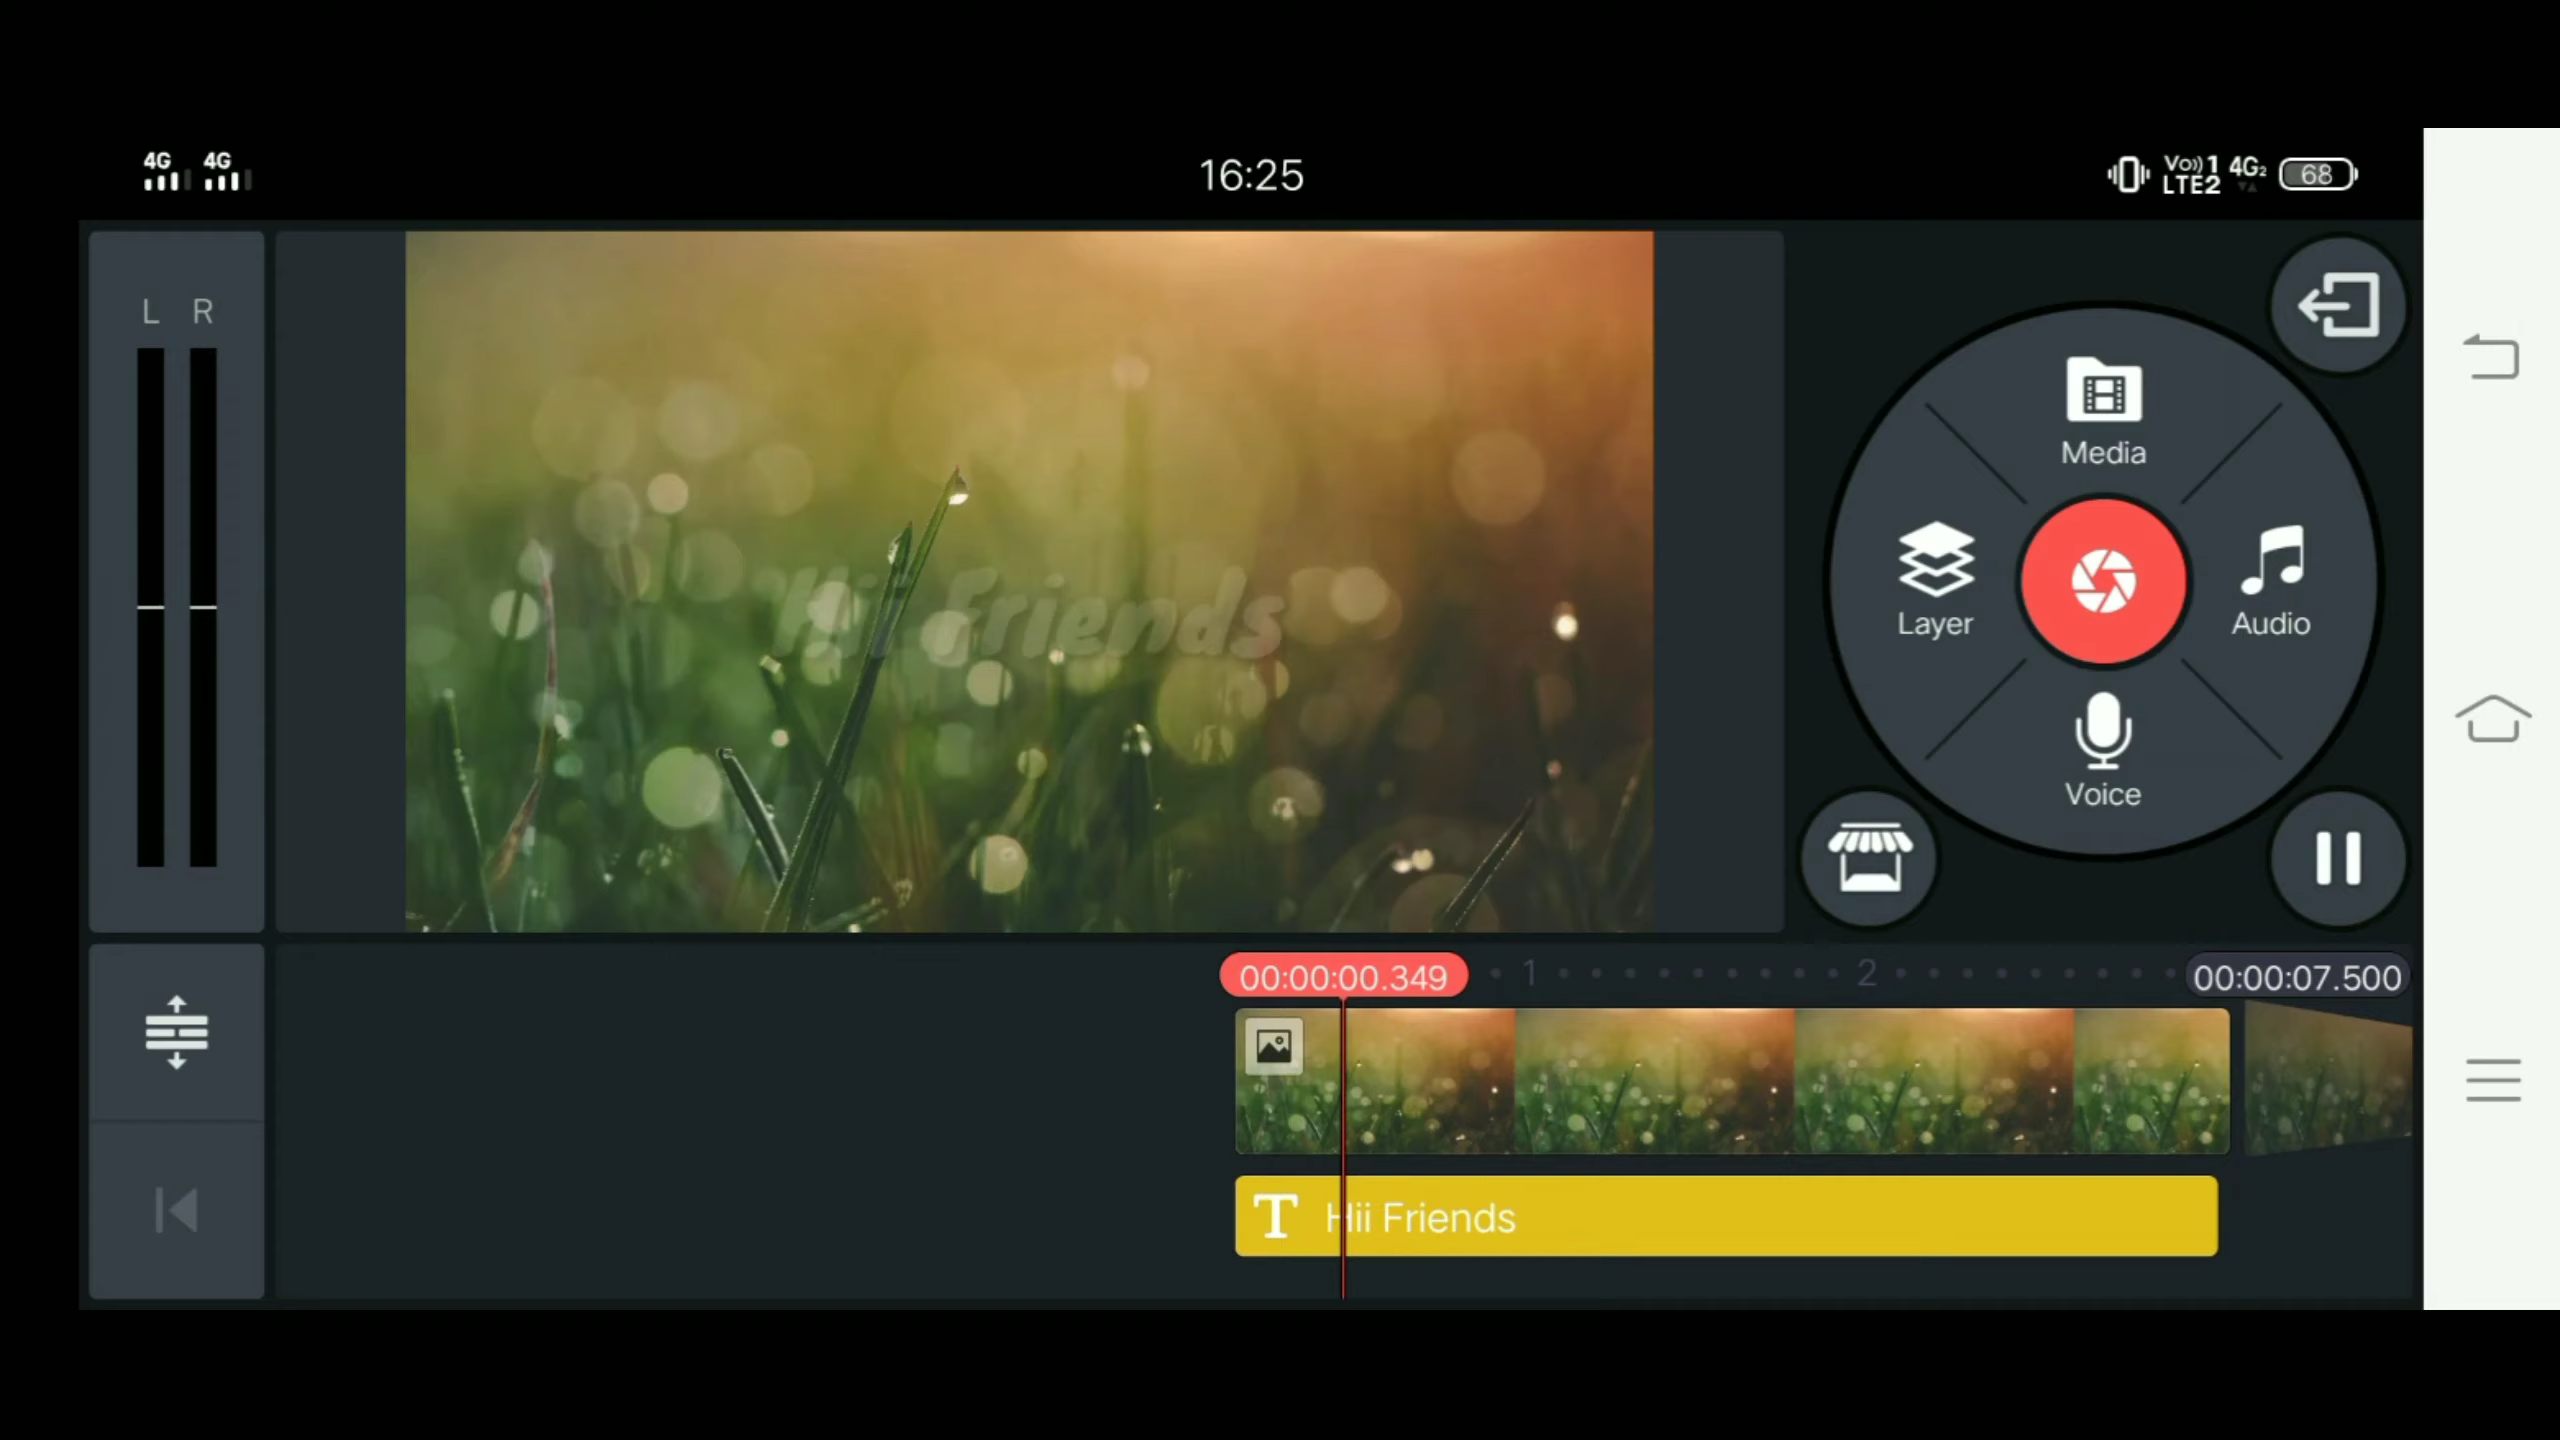 4G 4G
16:25
Vo)) 1 4G2
LTE2
68
L R
Media
Hii Friends
Layer
Audio
Voice
00:00:00.349
1
2
00:00:07.500
T Hii Friends